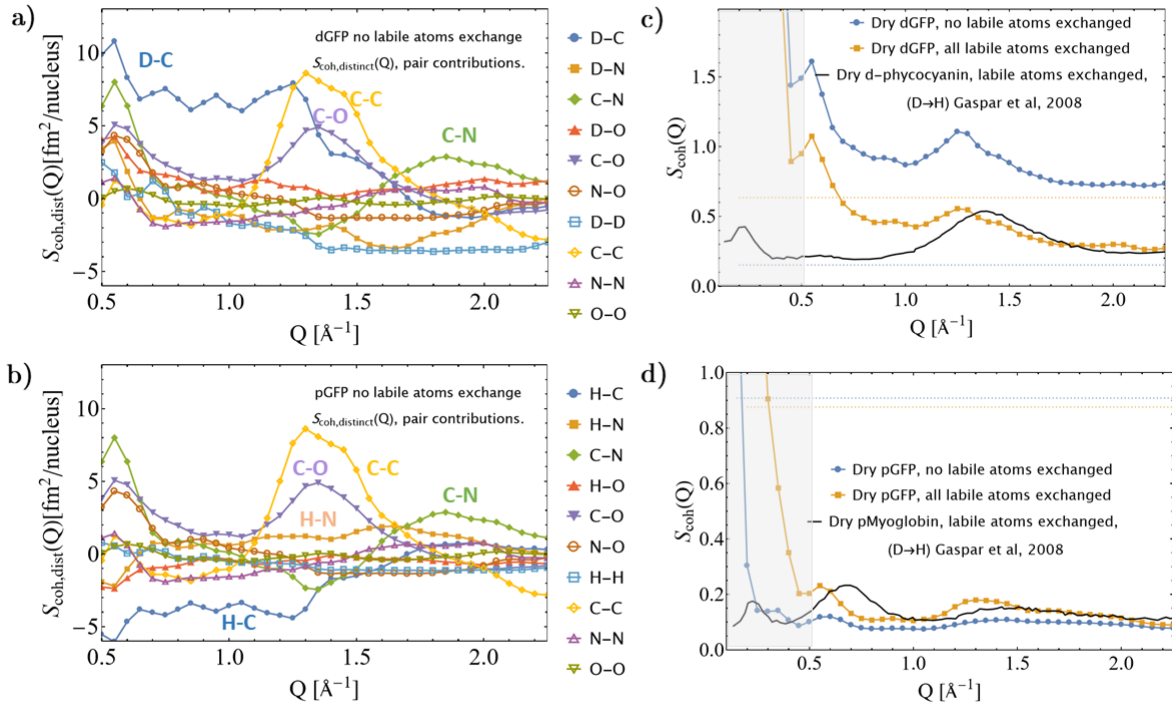 a)
S_coh,dist(Q)[fm²/nucleus]
10
5
0
−5
dGFP no labile atoms exchange
S_coh,distinct(Q), pair contributions.
D-C
C-C
C-O
C-N
0.5 1.0 1.5 2.0
Q [Å⁻¹]
D−C
D−N
C−N
D−O
C−O
N−O
D−D
C−C
N−N
O−O
b)
S_coh,dist(Q)[fm²/nucleus]
10
5
0
−5
pGFP no labile atoms exchange
S_coh,distinct(Q), pair contributions.
C-O
C-C
C-N
H-N
H-C
0.5 1.0 1.5 2.0
Q [Å⁻¹]
H−C
H−N
C−N
H−O
C−O
N−O
H−H
C−C
N−N
O−O
c)
S_coh(Q)
1.5
1.0
0.5
0.0
Dry dGFP, no labile atoms exchanged
Dry dGFP, all labile atoms exchanged
Dry d−phycocyanin, labile atoms exchanged,
(D→H) Gaspar et al, 2008
0.5 1.0 1.5 2.0
Q [Å⁻¹]
d)
S_coh(Q)
1.0
0.8
0.6
0.4
0.2
0.0
Dry pGFP, no labile atoms exchanged
Dry pGFP, all labile atoms exchanged
Dry pMyoglobin, labile atoms exchanged,
(D→H) Gaspar et al, 2008
0.5 1.0 1.5 2.0
Q [Å⁻¹]